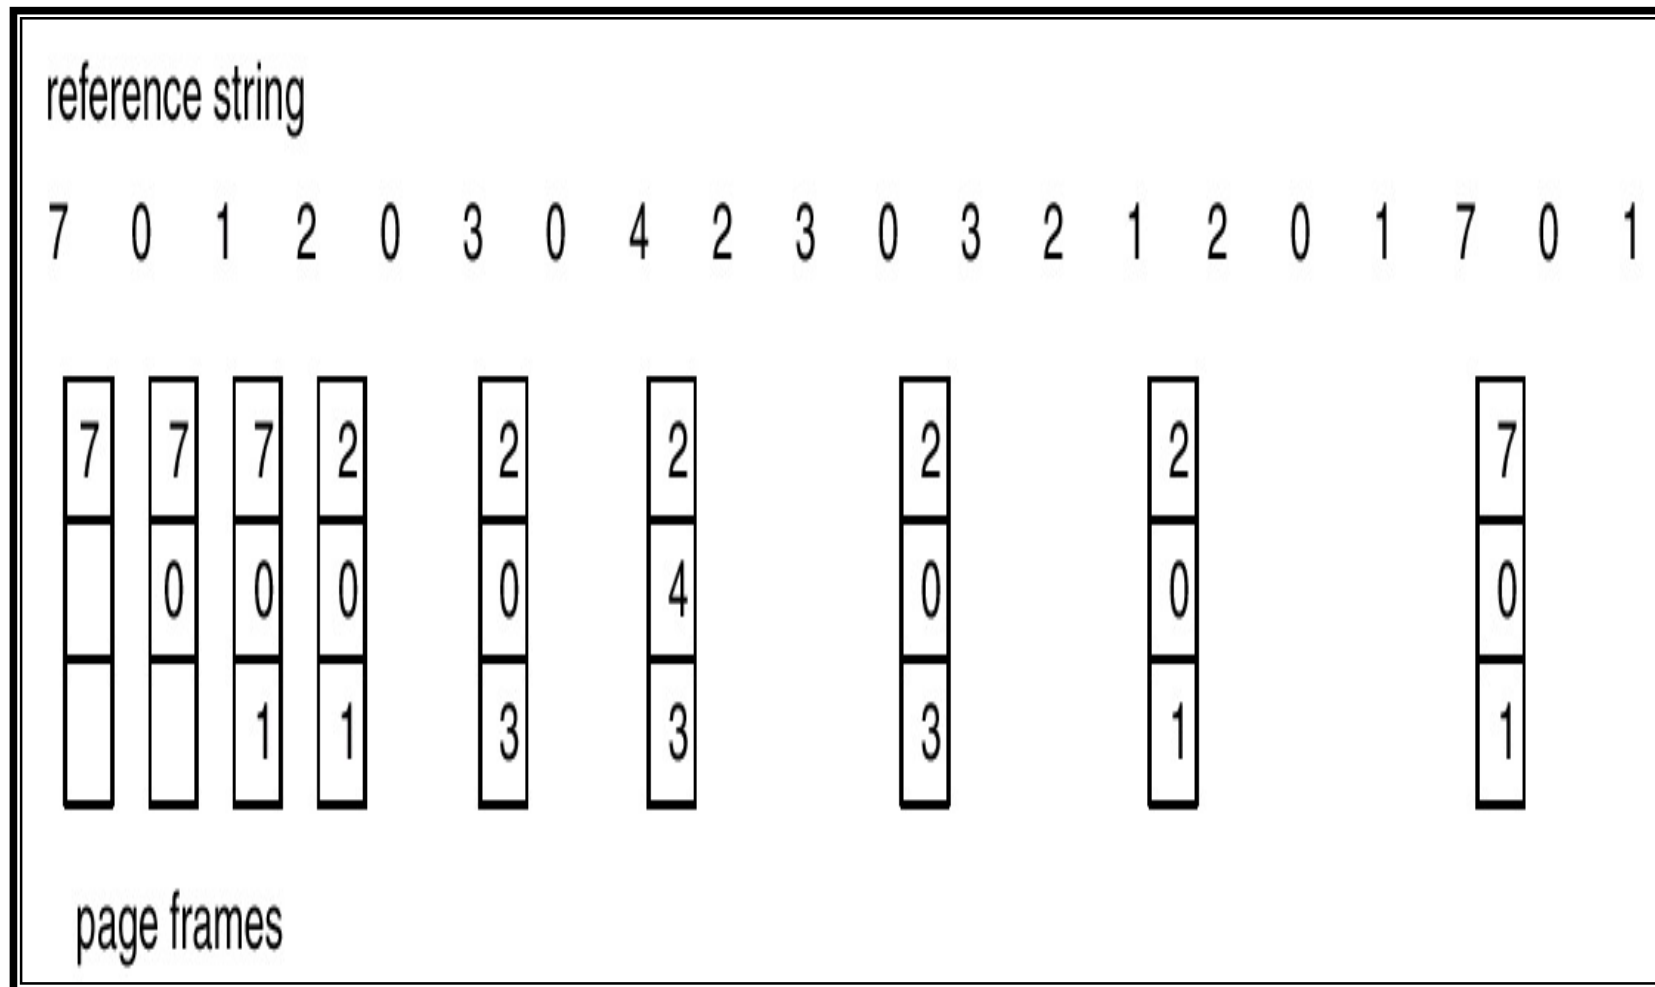 reference string
7 0 1 2 0 3 0 4 2 3 0 3 2 1 2 0 1 7 0 1
7 7 7 2 2 2 2 2 7
0 0 0 0 4 0 0 0
1 1 3 3 3 1 1
page frames